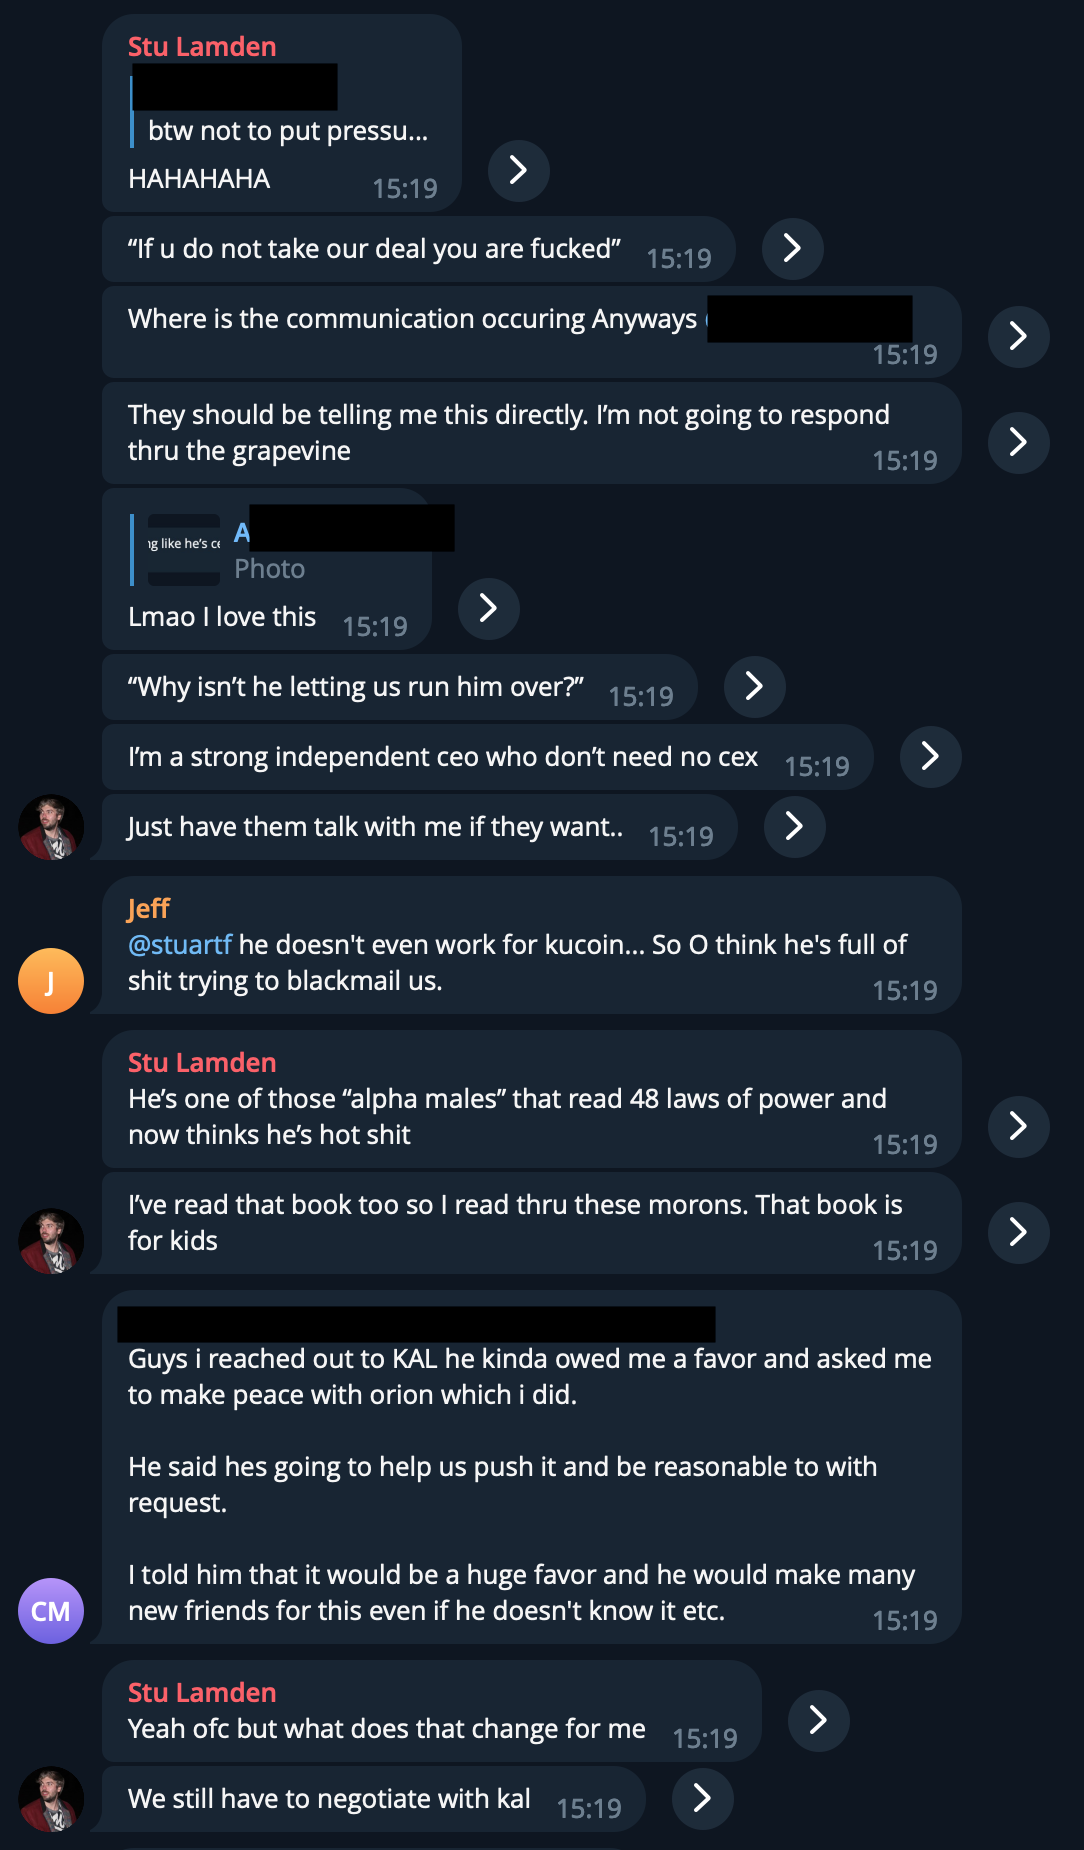 Stu Lamden
btw not to put pressu...
HAHAHAHA 15:19
“If u do not take our deal you are fucked” 15:19
Where is the communication occuring Anyways
15:19
They should be telling me this directly. I’m not going to respond
thru the grapevine 15:19
ng like he’s ce
A
Photo
Lmao I love this 15:19
“Why isn’t he letting us run him over?” 15:19
I’m a strong independent ceo who don’t need no cex 15:19
Just have them talk with me if they want.. 15:19
Jeff
@stuartf he doesn't even work for kucoin... So O think he's full of
shit trying to blackmail us. 15:19
J
Stu Lamden
He’s one of those “alpha males” that read 48 laws of power and
now thinks he’s hot shit 15:19
I’ve read that book too so I read thru these morons. That book is
for kids 15:19
Guys i reached out to KAL he kinda owed me a favor and asked me
to make peace with orion which i did.
He said hes going to help us push it and be reasonable to with
request.
I told him that it would be a huge favor and he would make many
new friends for this even if he doesn't know it etc. 15:19
CM
Stu Lamden
Yeah ofc but what does that change for me 15:19
We still have to negotiate with kal 15:19